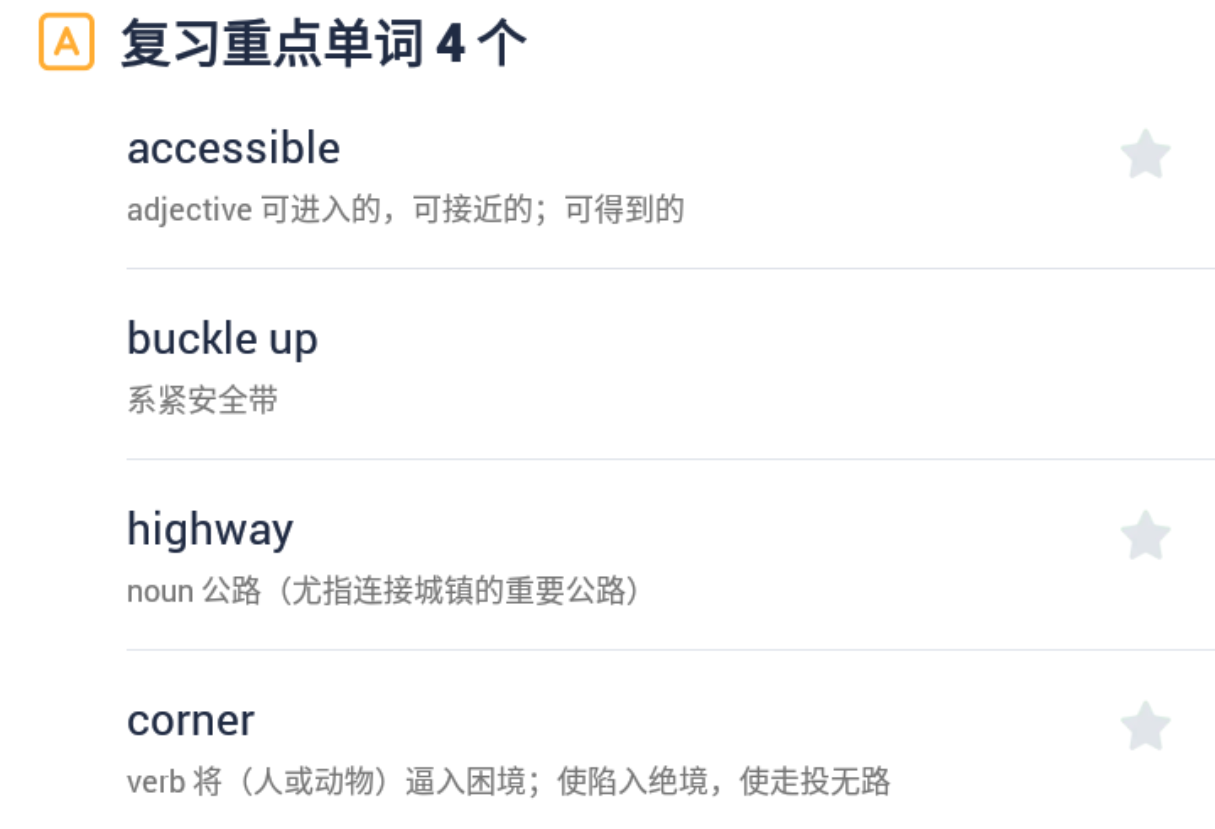 A 复习重点单词 4 个
accessible
adjective 可进入的，可接近的；可得到的
buckle up
系紧安全带
highway
noun 公路（尤指连接城镇的重要公路）
corner
verb 将（人或动物）逼入困境；使陷入绝境，使走投无路